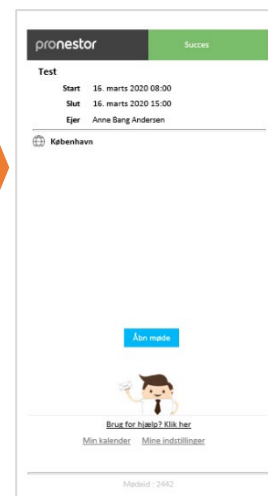 pronestor Succes
Test
Start 16. marts 2020 08:00
Slut 16. marts 2020 15:00
Ejer Anne Bang Andersen
København
Åbn møde
Brug for hjælp? Klik her
Min kalender Mine indstillinger
Mødeid : 2442